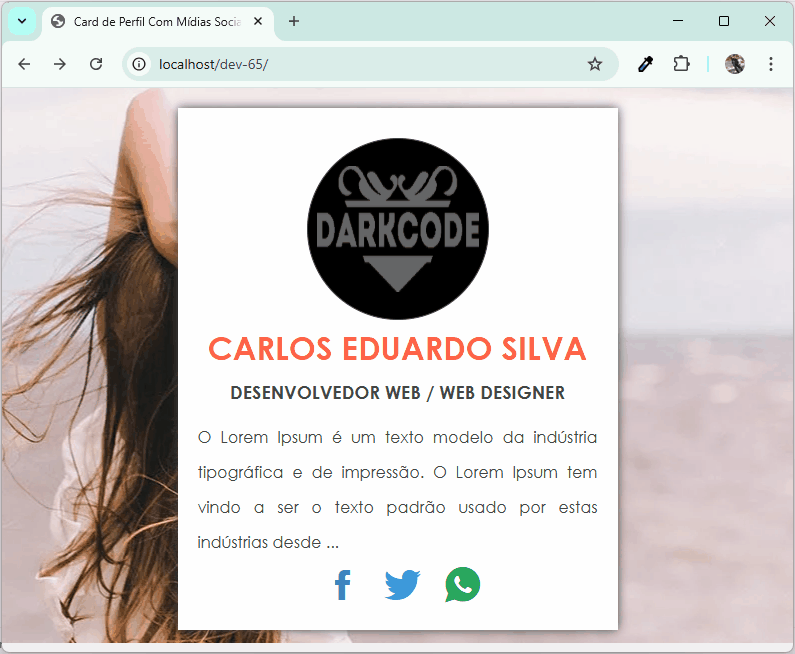 Card de Perfil Com Mídias Socia
localhost/dev-65/
DARKCODE
CARLOS EDUARDO SILVA
DESENVOLVEDOR WEB / WEB DESIGNER
O Lorem Ipsum é um texto modelo da indústria
tipográfica e de impressão. O Lorem Ipsum tem
vindo a ser o texto padrão usado por estas
indústrias desde ...